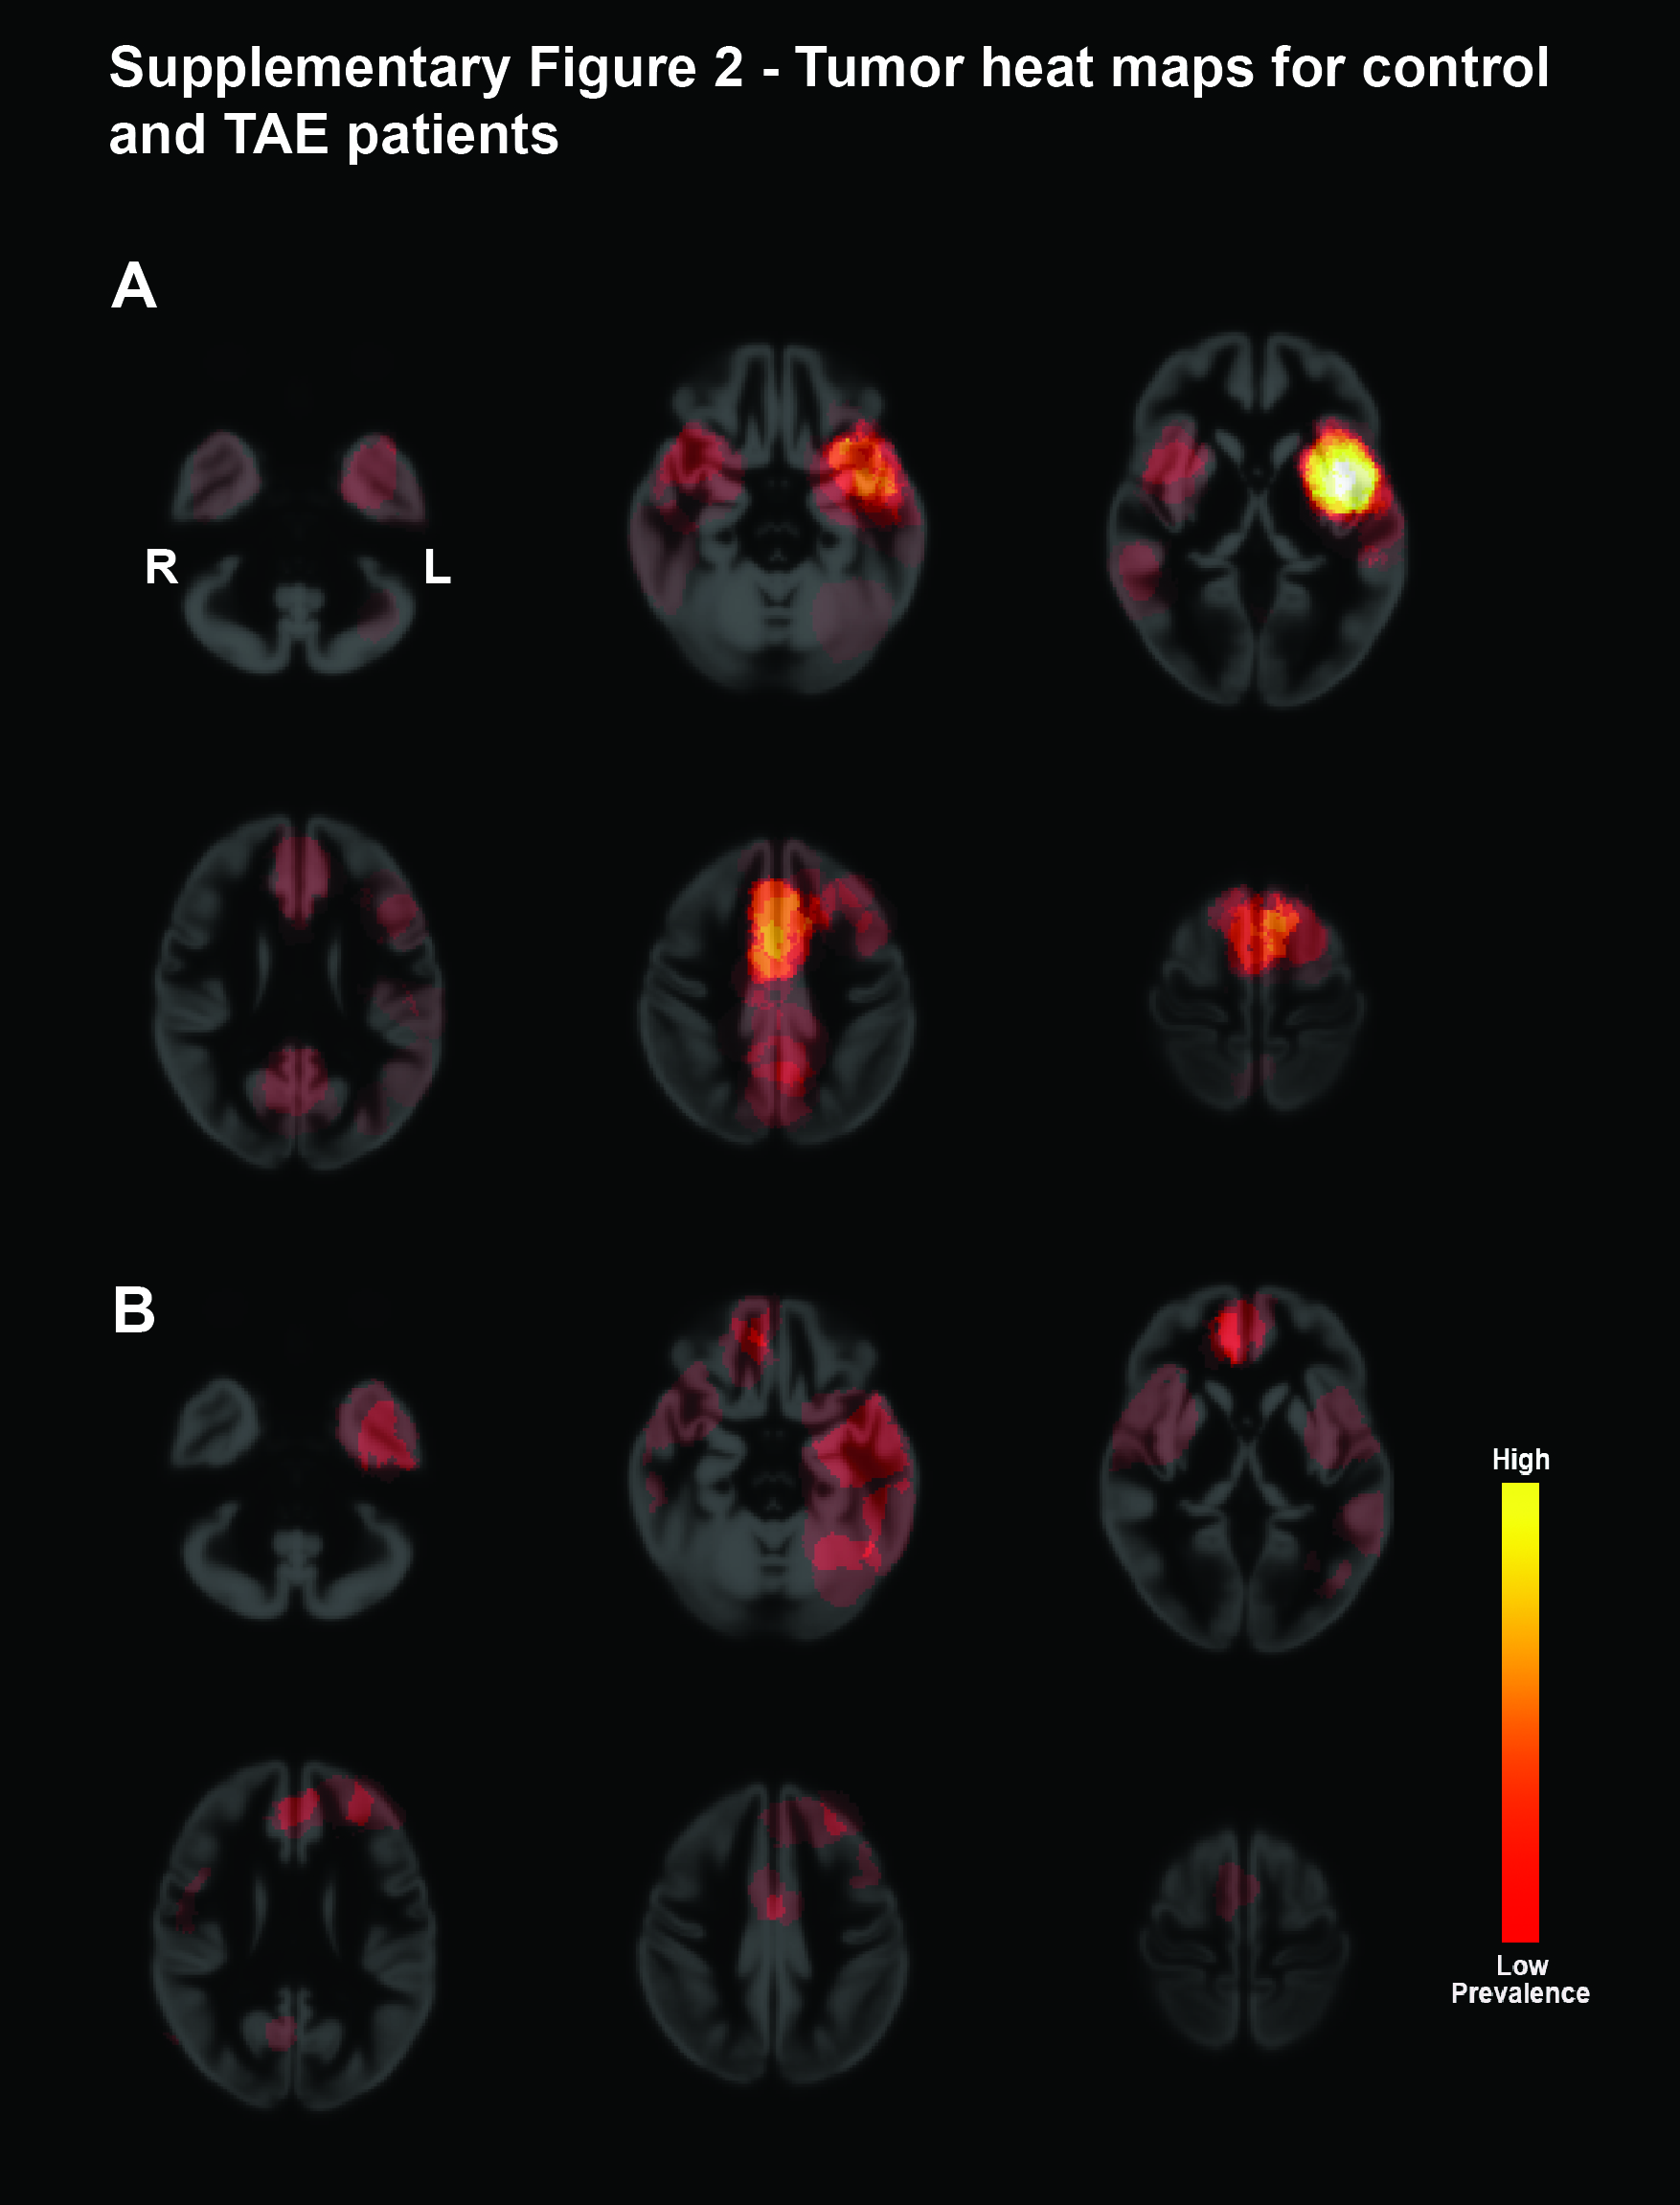 Supplementary Figure 2 - Tumor heat maps for control
and TAE patients
A
R
L
B
High
Low
Prevalence